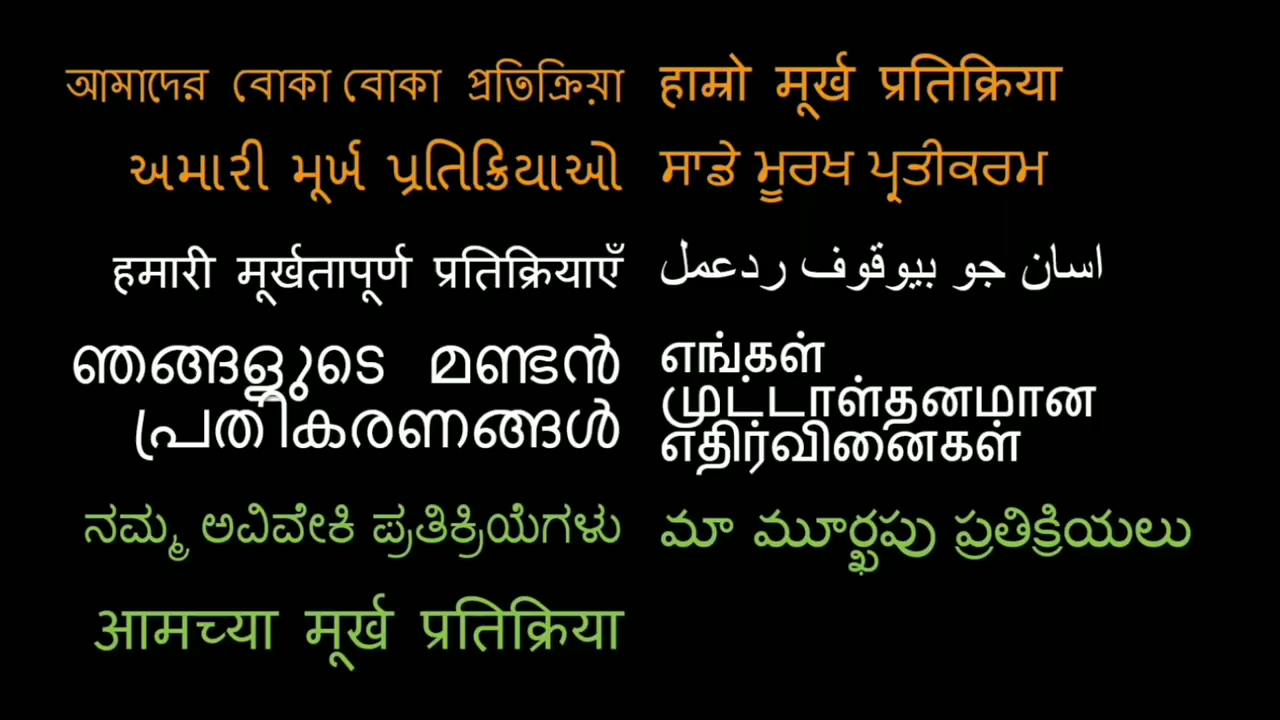 আমাদের বোকা বোকা প্রতিক্রিয়া
हाम्रो मूर्ख प्रतिक्रिया
અમારી મૂર્ખ પ્રતિક્રિયાઓ
ਸਾਡੇ ਮੂਰਖ ਪ੍ਰਤੀਕਰਮ
हमारी मूर्खतापूर्ण प्रतिक्रियाएँ
اسان جو بيوقوف ردعمل
ഞങ്ങളുടെ മണ്ടൻ
പ്രതികരണങ്ങൾ
எங்கள்
முட்டாள்தனமான
எதிர்வினைகள்
ನಮ್ಮ ಅವಿವೇಕಿ ಪ್ರತಿಕ್ರಿಯೆಗಳು
మా మూర్ఖపు ప్రతిక్రియలు
आमच्या मूर्ख प्रतिक्रिया